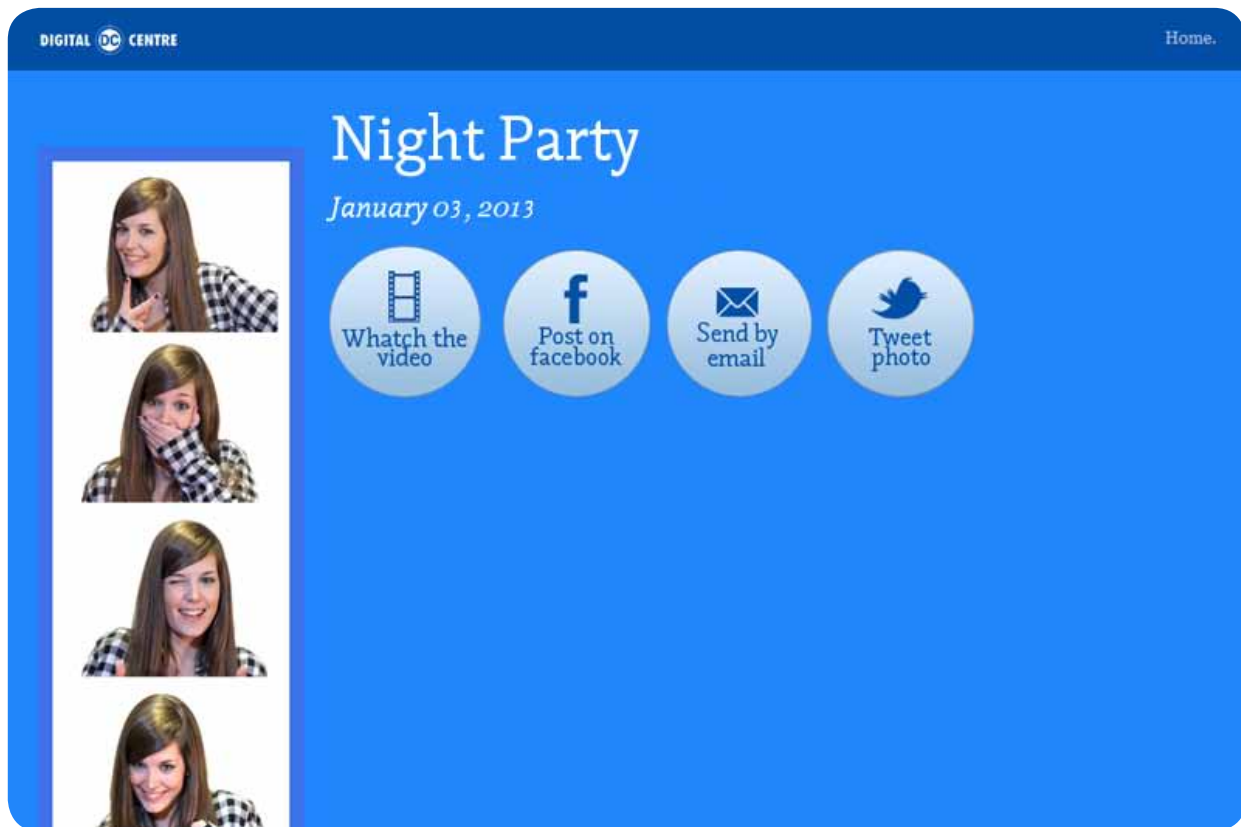 DIGITAL DC CENTRE
Home.
Night Party
January 03, 2013
Whatch the
video
Post on
facebook
Send by
email
Tweet
photo